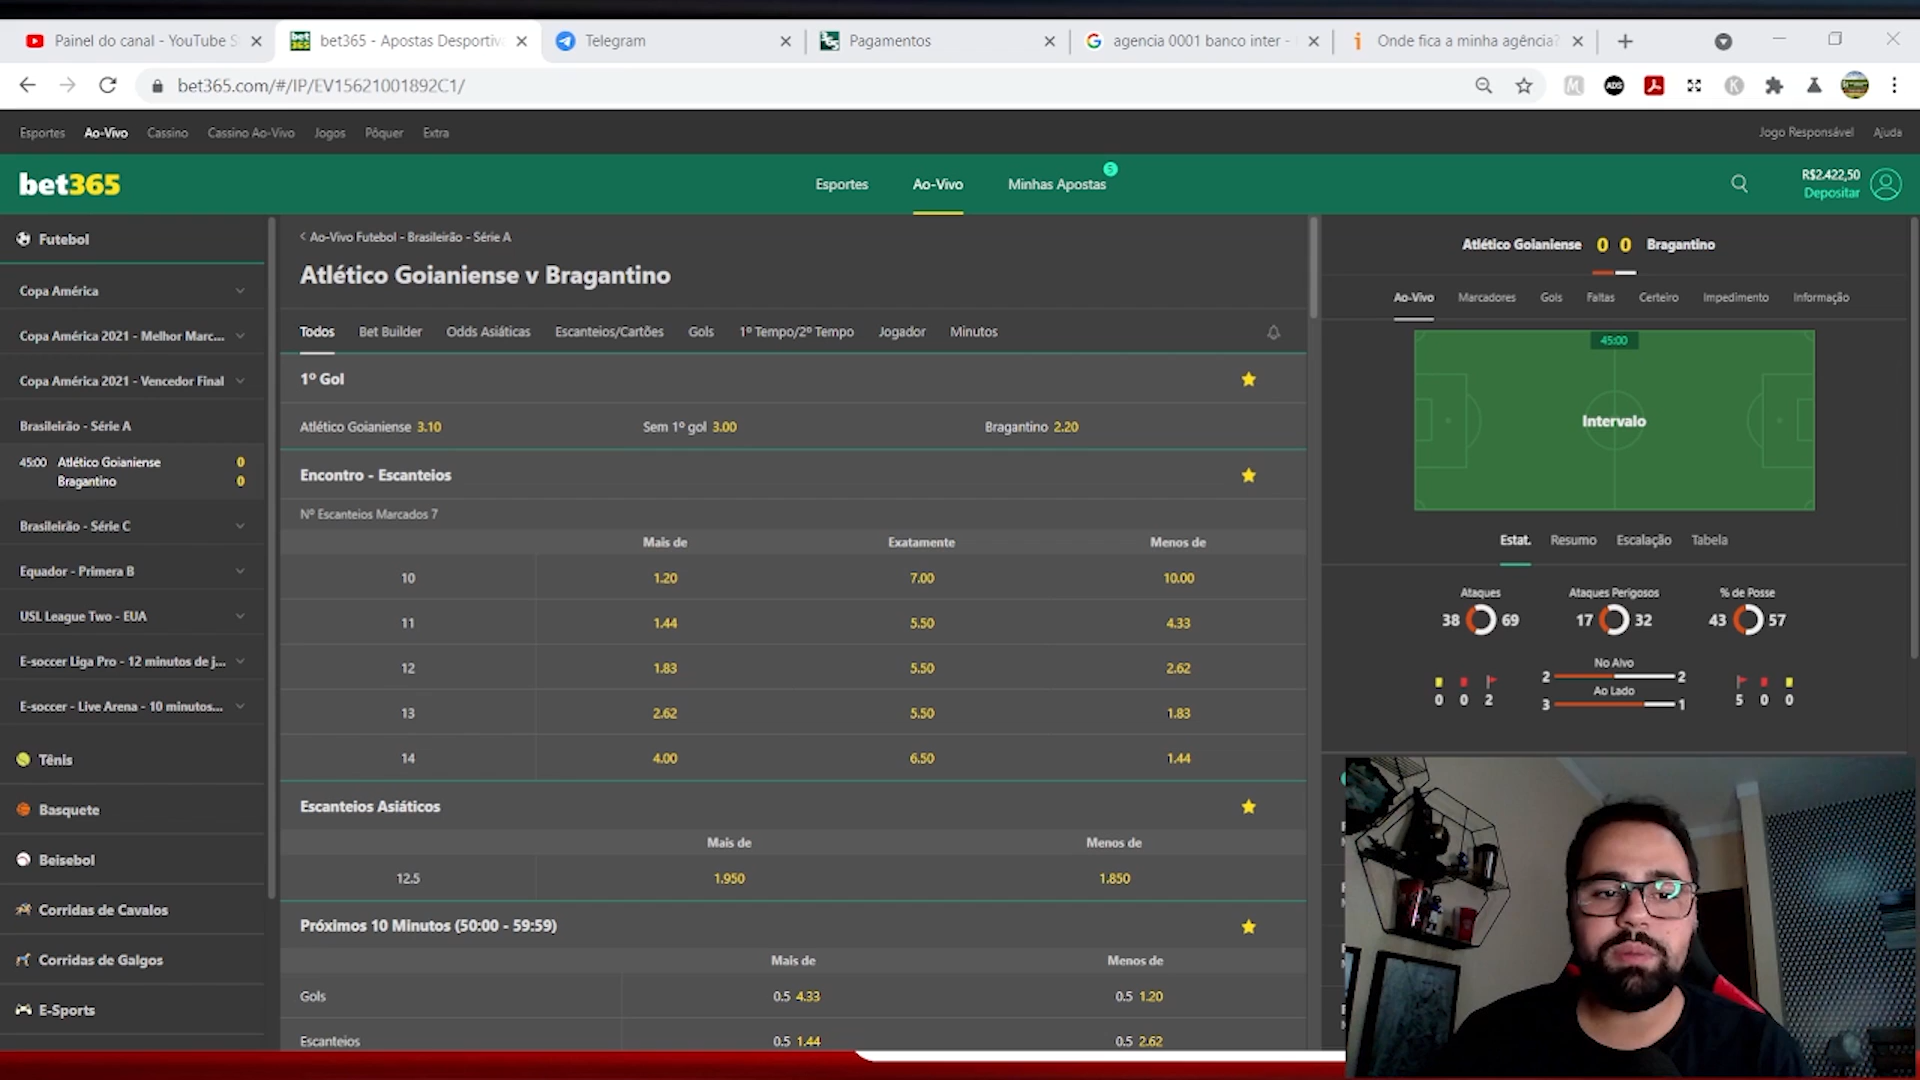 Painel do canal - YouTube S
bet365 - Apostas Desportiv
Telegram
Pagamentos
agencia 0001 banco inter -
Onde fica a minha agência?
bet365.com/#/IP/EV15621001892C1/
Esportes Ao-Vivo Cassino Cassino Ao-Vivo Jogos Pôquer Extra
Jogo Responsável Ajuda
bet365
Esportes Ao-Vivo Minhas Apostas 5
R$2.422,50
Depositar
Futebol
Copa América
Copa América 2021 - Melhor Marc...
Copa América 2021 - Vencedor Final
Brasileirão - Série A
45:00 Atlético Goianiense 0
Bragantino 0
Brasileirão - Série C
Equador - Primera B
USL League Two - EUA
E-soccer Liga Pro - 12 minutos de j...
E-soccer - Live Arena - 10 minutos...
Tênis
Basquete
Beisebol
Corridas de Cavalos
Corridas de Galgos
E-Sports
< Ao-Vivo Futebol - Brasileirão - Série A
Atlético Goianiense v Bragantino
Todos Bet Builder Odds Asiáticas Escanteios/Cartões Gols 1º Tempo/2º Tempo Jogador Minutos
1º Gol
Atlético Goianiense 3.10 Sem 1º gol 3.00 Bragantino 2.20
Encontro - Escanteios
Nº Escanteios Marcados 7
Mais de Exatamente Menos de
10 1.20 7.00 10.00
11 1.44 5.50 4.33
12 1.83 5.50 2.62
13 2.62 5.50 1.83
14 4.00 6.50 1.44
Escanteios Asiáticos
Mais de Menos de
12.5 1.950 1.850
Próximos 10 Minutos (50:00 - 59:59)
Mais de Menos de
Gols 0.5 4.33 0.5 1.20
Escanteios 0.5 1.44 0.5 2.62
Atlético Goianiense 0 0 Bragantino
Ao-Vivo Marcadores Gols Faltas Certeiro Impedimento Informação
45:00
Intervalo
Estat. Resumo Escalação Tabela
Ataques Ataques Perigosos % de Posse
38 69 17 32 43 57
No Alvo
2 2
Ao Lado
3 1
0 0 2
5 0 0